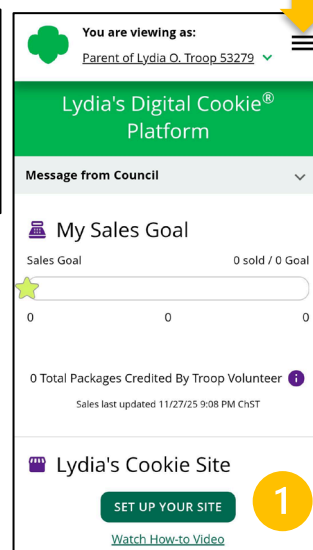 You are viewing as:
Parent of Lydia O. Troop 53279
Lydia's Digital Cookie®
Platform
Message from Council
My Sales Goal
Sales Goal 0 sold / 0 Goal
0 0 0
0 Total Packages Credited By Troop Volunteer i
Sales last updated 11/27/25 9:08 PM ChST
Lydia's Cookie Site
SET UP YOUR SITE 1
Watch How-to Video